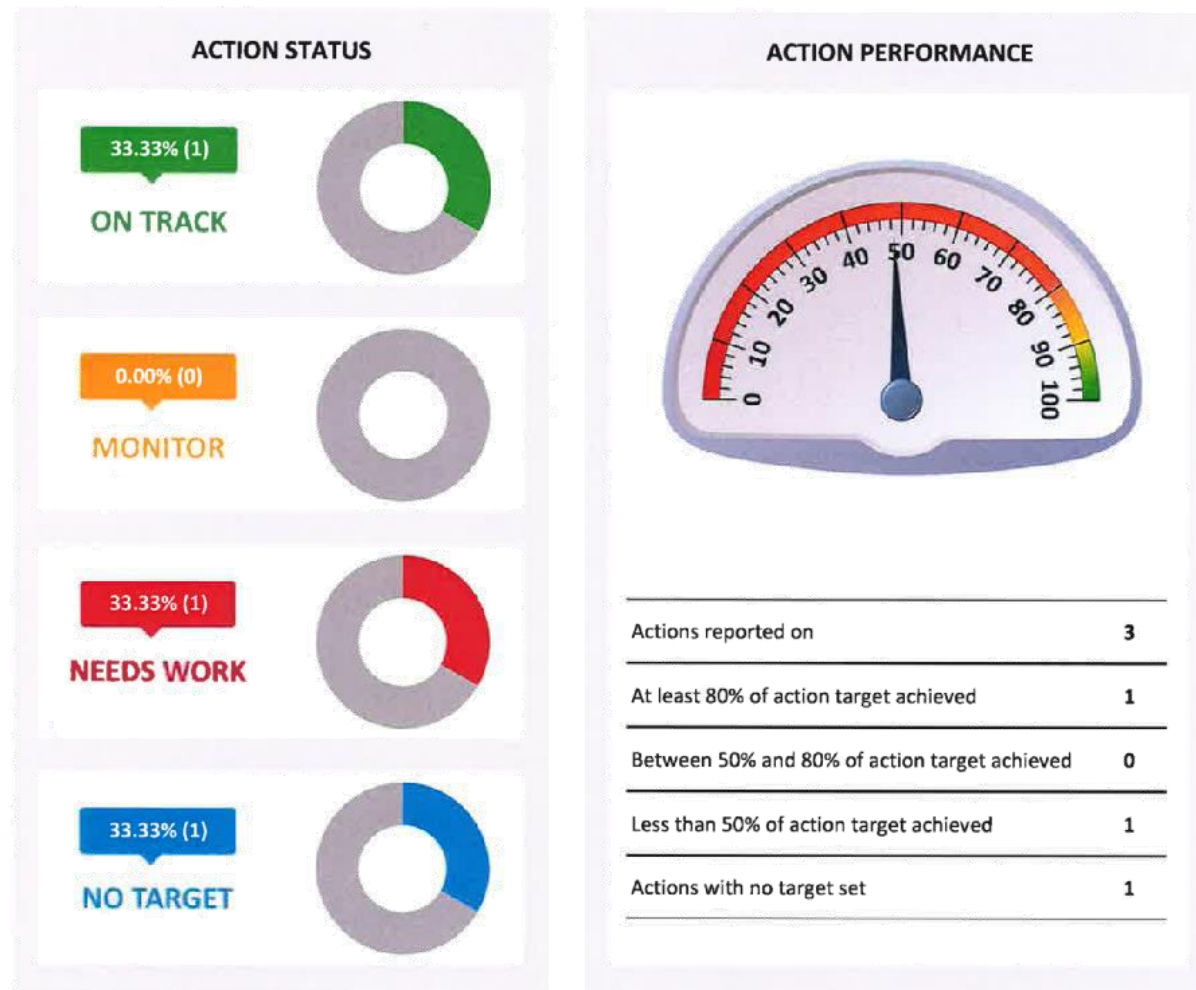 ACTION STATUS
33.33% (1)
ON TRACK
0.00% (0)
MONITOR
33.33% (1)
NEEDS WORK
33.33% (1)
NO TARGET
ACTION PERFORMANCE
0
10
20
30
40
50
60
70
80
90
100
Actions reported on 3
At least 80% of action target achieved 1
Between 50% and 80% of action target achieved 0
Less than 50% of action target achieved 1
Actions with no target set 1